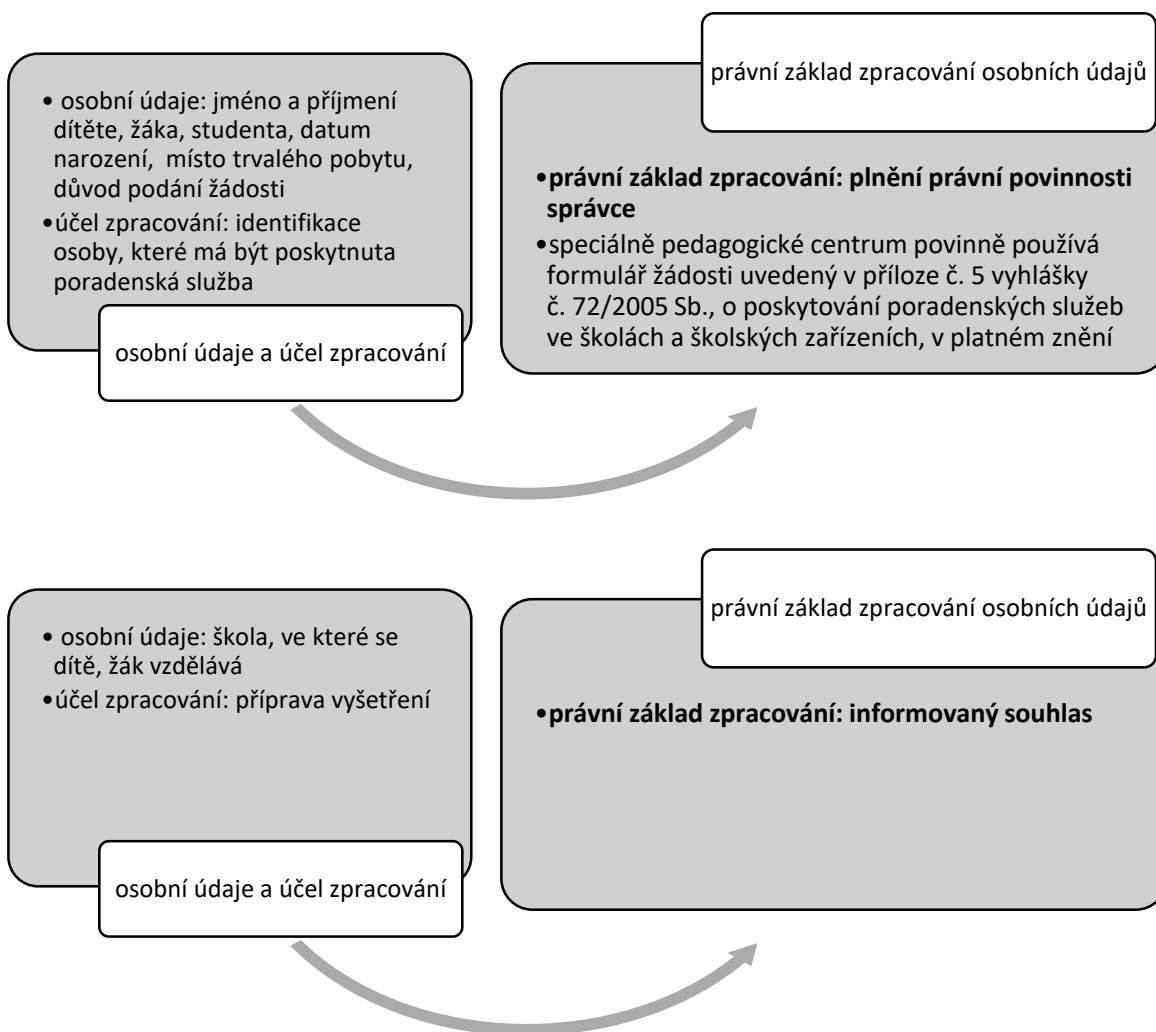 • osobní údaje: jméno a příjmení
dítěte, žáka, studenta, datum
narození, místo trvalého pobytu,
důvod podání žádosti
•účel zpracování: identifikace
osoby, které má být poskytnuta
poradenská služba
osobní údaje a účel zpracování
právní základ zpracování osobních údajů
•právní základ zpracování: plnění právní povinnosti
správce
•speciálně pedagogické centrum povinně používá
formulář žádosti uvedený v příloze č. 5 vyhlášky
č. 72/2005 Sb., o poskytování poradenských služeb
ve školách a školských zařízeních, v platném znění
• osobní údaje: škola, ve které se
dítě, žák vzdělává
•účel zpracování: příprava vyšetření
osobní údaje a účel zpracování
právní základ zpracování osobních údajů
•právní základ zpracování: informovaný souhlas